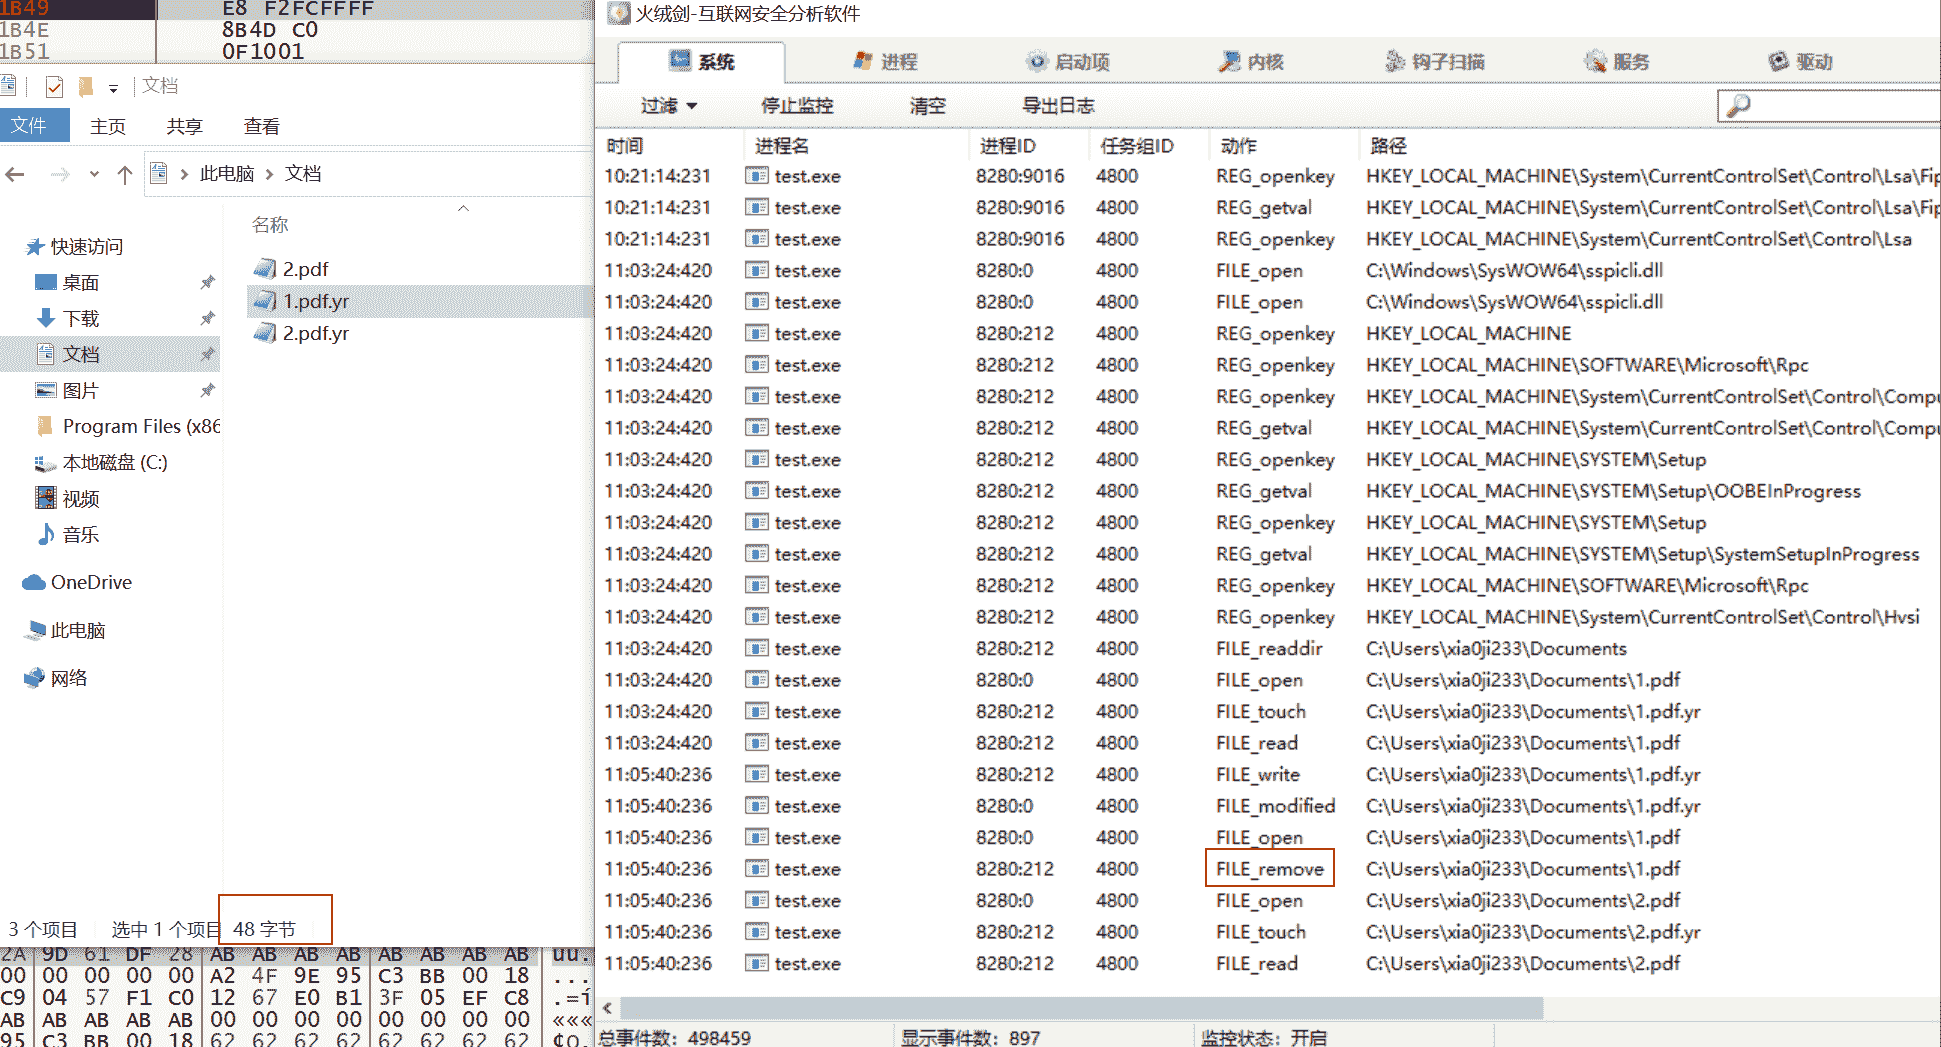 1B49 E8 F2FCFFFF
1B4E 8B4D C0
1B51 0F1001
文档
文件 主页 共享 查看
此电脑 文档
名称
快速访问
桌面
下载
文档
图片
Program Files (x86
本地磁盘 (C:)
视频
音乐
OneDrive
此电脑
网络
2.pdf
1.pdf.yr
2.pdf.yr
3 个项目 选中 1 个项目 48 字节
2A 9D 61 DF 28 AB AB AB AB AB AB AB AB
00 00 00 00 00 A2 4F 9E 95 C3 BB 00 18
C9 04 57 F1 C0 12 67 E0 B1 3F 05 EF C8 .=í
AB AB AB AB AB 00 00 00 00 00 00 00 00 «««
95 C3 BB 00 18 62 62 62 62 62 62 62 62 ¢o.
火绒剑-互联网安全分析软件
系统 进程 启动项 内核 钩子扫描 服务 驱动
过滤 停止监控 清空 导出日志
时间 进程名 进程ID 任务组ID 动作 路径
10:21:14:231 test.exe 8280:9016 4800 REG_openkey HKEY_LOCAL_MACHINE\System\CurrentControlSet\Control\Lsa\Fip
10:21:14:231 test.exe 8280:9016 4800 REG_getval HKEY_LOCAL_MACHINE\System\CurrentControlSet\Control\Lsa\Fip
10:21:14:231 test.exe 8280:9016 4800 REG_openkey HKEY_LOCAL_MACHINE\System\CurrentControlSet\Control\Lsa
11:03:24:420 test.exe 8280:0 4800 FILE_open C:\Windows\SysWOW64\sspicli.dll
11:03:24:420 test.exe 8280:0 4800 FILE_open C:\Windows\SysWOW64\sspicli.dll
11:03:24:420 test.exe 8280:212 4800 REG_openkey HKEY_LOCAL_MACHINE
11:03:24:420 test.exe 8280:212 4800 REG_openkey HKEY_LOCAL_MACHINE\SOFTWARE\Microsoft\Rpc
11:03:24:420 test.exe 8280:212 4800 REG_openkey HKEY_LOCAL_MACHINE\System\CurrentControlSet\Control\Compu
11:03:24:420 test.exe 8280:212 4800 REG_getval HKEY_LOCAL_MACHINE\System\CurrentControlSet\Control\Compu
11:03:24:420 test.exe 8280:212 4800 REG_openkey HKEY_LOCAL_MACHINE\SYSTEM\Setup
11:03:24:420 test.exe 8280:212 4800 REG_getval HKEY_LOCAL_MACHINE\SYSTEM\Setup\OOBEInProgress
11:03:24:420 test.exe 8280:212 4800 REG_openkey HKEY_LOCAL_MACHINE\SYSTEM\Setup
11:03:24:420 test.exe 8280:212 4800 REG_getval HKEY_LOCAL_MACHINE\SYSTEM\Setup\SystemSetupInProgress
11:03:24:420 test.exe 8280:212 4800 REG_openkey HKEY_LOCAL_MACHINE\SOFTWARE\Microsoft\Rpc
11:03:24:420 test.exe 8280:212 4800 REG_openkey HKEY_LOCAL_MACHINE\System\CurrentControlSet\Control\Hvsi
11:03:24:420 test.exe 8280:212 4800 FILE_readdir C:\Users\xia0ji233\Documents
11:03:24:420 test.exe 8280:0 4800 FILE_open C:\Users\xia0ji233\Documents\1.pdf
11:03:24:420 test.exe 8280:212 4800 FILE_touch C:\Users\xia0ji233\Documents\1.pdf.yr
11:03:24:420 test.exe 8280:212 4800 FILE_read C:\Users\xia0ji233\Documents\1.pdf
11:05:40:236 test.exe 8280:212 4800 FILE_write C:\Users\xia0ji233\Documents\1.pdf.yr
11:05:40:236 test.exe 8280:0 4800 FILE_modified C:\Users\xia0ji233\Documents\1.pdf.yr
11:05:40:236 test.exe 8280:0 4800 FILE_open C:\Users\xia0ji233\Documents\1.pdf
11:05:40:236 test.exe 8280:212 4800 FILE_remove C:\Users\xia0ji233\Documents\1.pdf
11:05:40:236 test.exe 8280:0 4800 FILE_open C:\Users\xia0ji233\Documents\2.pdf
11:05:40:236 test.exe 8280:212 4800 FILE_touch C:\Users\xia0ji233\Documents\2.pdf.yr
11:05:40:236 test.exe 8280:212 4800 FILE_read C:\Users\xia0ji233\Documents\2.pdf
总事件数: 498459 显示事件数: 897 监控状态: 开启